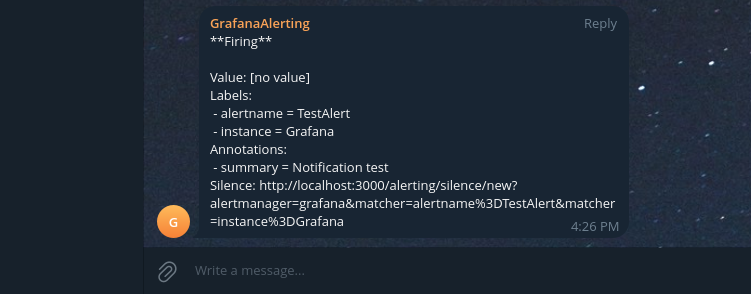 GrafanaAlerting Reply
**Firing**
Value: [no value]
Labels:
- alertname = TestAlert
- instance = Grafana
Annotations:
- summary = Notification test
Silence: http://localhost:3000/alerting/silence/new?
alertmanager=grafana&matcher=alertname%3DTestAlert&matcher
=instance%3DGrafana
4:26 PM
G
Write a message...